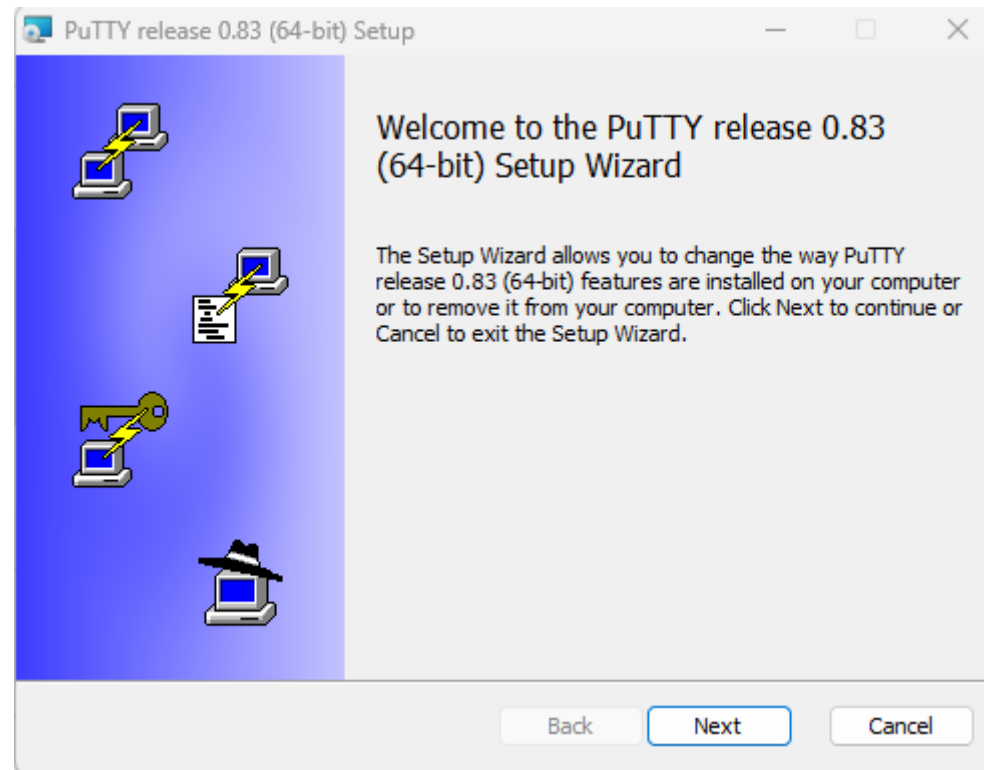 PuTTY release 0.83 (64-bit) Setup
Welcome to the PuTTY release 0.83
(64-bit) Setup Wizard
The Setup Wizard allows you to change the way PuTTY
release 0.83 (64-bit) features are installed on your computer
or to remove it from your computer. Click Next to continue or
Cancel to exit the Setup Wizard.
Back Next Cancel